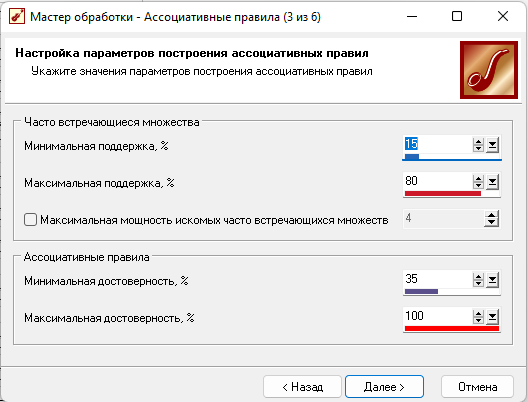 Мастер обработки - Ассоциативные правила (3 из 6)
Настройка параметров построения ассоциативных правил
Укажите значения параметров построения ассоциативных правил
Часто встречающиеся множества
Минимальная поддержка, % 15
Максимальная поддержка, % 80
Максимальная мощность искомых часто встречающихся множеств 4
Ассоциативные правила
Минимальная достоверность, % 35
Максимальная достоверность, % 100
< Назад Далее > Отмена